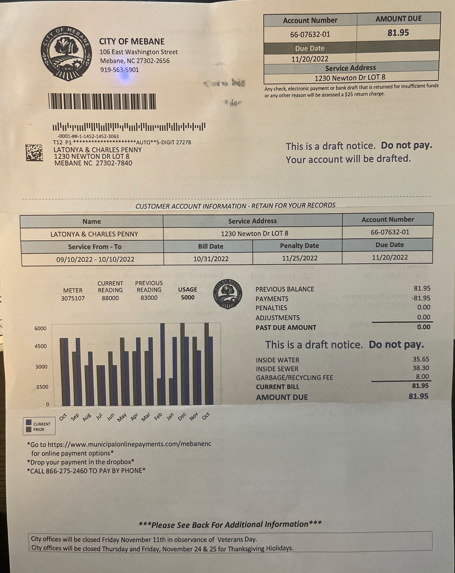 CITY OF MEBANE
106 East Washington Street
Mebane, NC 27302-2656
919-563-5901
Account Number AMOUNT DUE
66-07632-01 81.95
Due Date
11/20/2022
Service Address
1230 Newton Dr LOT 8
Any check, electronic payment or bank draft that is returned for insufficient funds
or any other reason will be assessed a $25 return charge.
T12 P1 **********************AUTO**5-DIGIT 27278
LATONYA & CHARLES PENNY
1230 NEWTON DR LOT 8
MEBANE NC 27302-7840
This is a draft notice. Do not pay.
Your account will be drafted.
CUSTOMER ACCOUNT INFORMATION - RETAIN FOR YOUR RECORDS
Name Service Address Account Number
LATONYA & CHARLES PENNY 1230 Newton Dr LOT 8 66-07632-01
Service From - To Bill Date Penalty Date Due Date
09/10/2022 - 10/10/2022 10/31/2022 11/25/2022 11/20/2022
METER CURRENT READING PREVIOUS READING USAGE
3075107 88000 83000 5000
PREVIOUS BALANCE 81.95
PAYMENTS -81.95
PENALTIES 0.00
ADJUSTMENTS 0.00
PAST DUE AMOUNT 0.00
This is a draft notice. Do not pay.
INSIDE WATER 35.65
INSIDE SEWER 38.30
GARBAGE/RECYCLING FEE 8.00
CURRENT BILL 81.95
AMOUNT DUE 81.95
6000
4500
3000
1500
0
Oct Sep Aug Jul Jun May Apr Mar Feb Jan Dec Nov Oct
CURRENT
PRIOR
*Go to https://www.municipalonlinepayments.com/mebanenc
for online payment options*
*Drop your payment in the dropbox*
*CALL 866-275-2460 TO PAY BY PHONE*
***Please See Back For Additional Information***
City offices will be closed Friday November 11th in observance of Veterans Day.
City offices will be closed Thursday and Friday, November 24 & 25 for Thanksgiving Hiolidays.